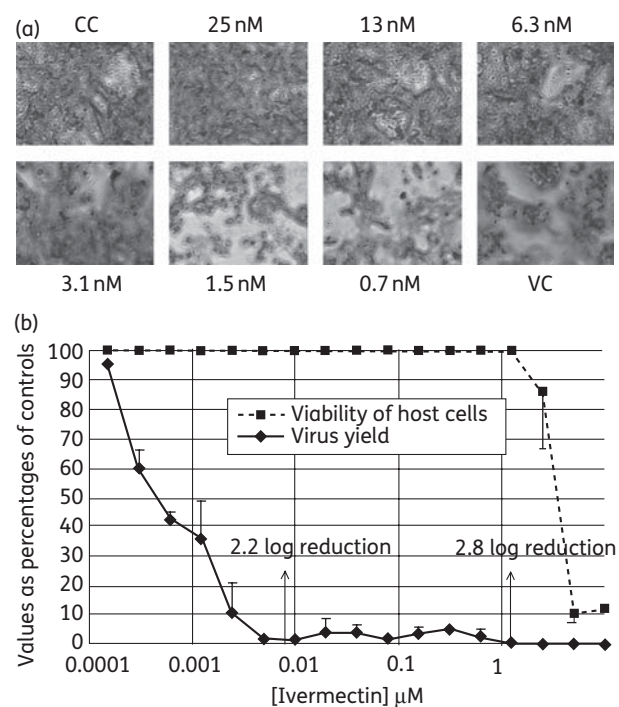 (a) CC 25 nM 13 nM 6.3 nM
3.1 nM 1.5 nM 0.7 nM VC
(b)
Values as percentages of controls
100
90
80
70
60
50
40
30
20
10
0
Viability of host cells
Virus yield
2.2 log reduction 2.8 log reduction
0.0001 0.001 0.01 0.1 1
[Ivermectin] μM